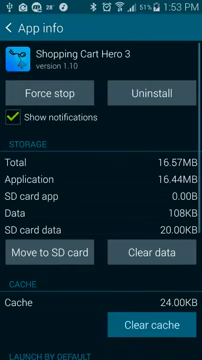 28° 51% 1:53 PM
App info
Shopping Cart Hero 3
version 1.10
Force stop Uninstall
Show notifications
STORAGE
Total 16.57MB
Application 16.44MB
SD card app 0.00B
Data 108KB
SD card data 20.00KB
Move to SD card Clear data
CACHE
Cache 24.00KB
Clear cache
LAUNCH BY DEFAULT